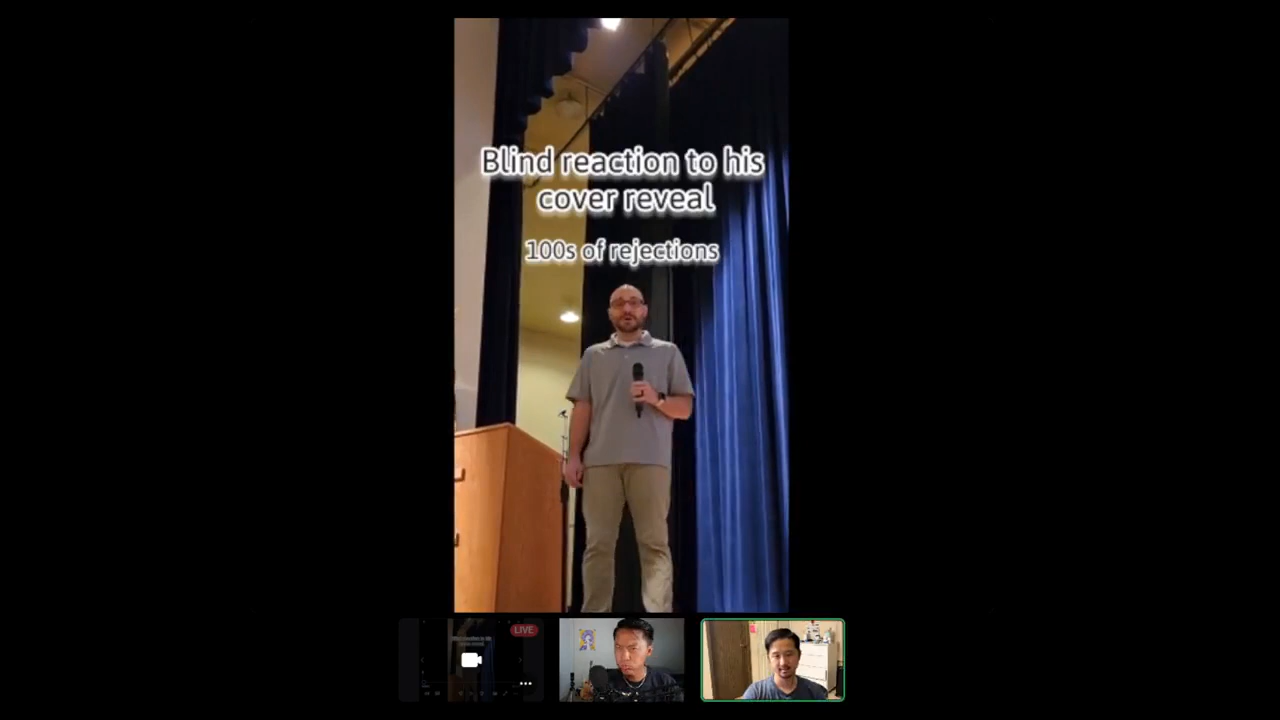 Blind reaction to his
cover reveal
100s of rejections
LIVE